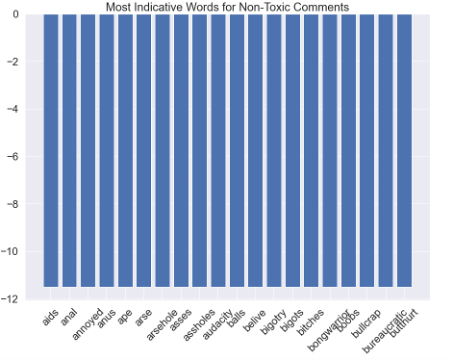 Most Indicative Words for Non-Toxic Comments
0
−2
−4
−6
−8
−10
−12
aids
anal
annoyed
anus
ape
arse
arsehole
asses
assholes
audacity
balls
belive
bigotry
bigots
bitches
bongwarrior
boobs
bullcrap
bureaucratic
butthurt